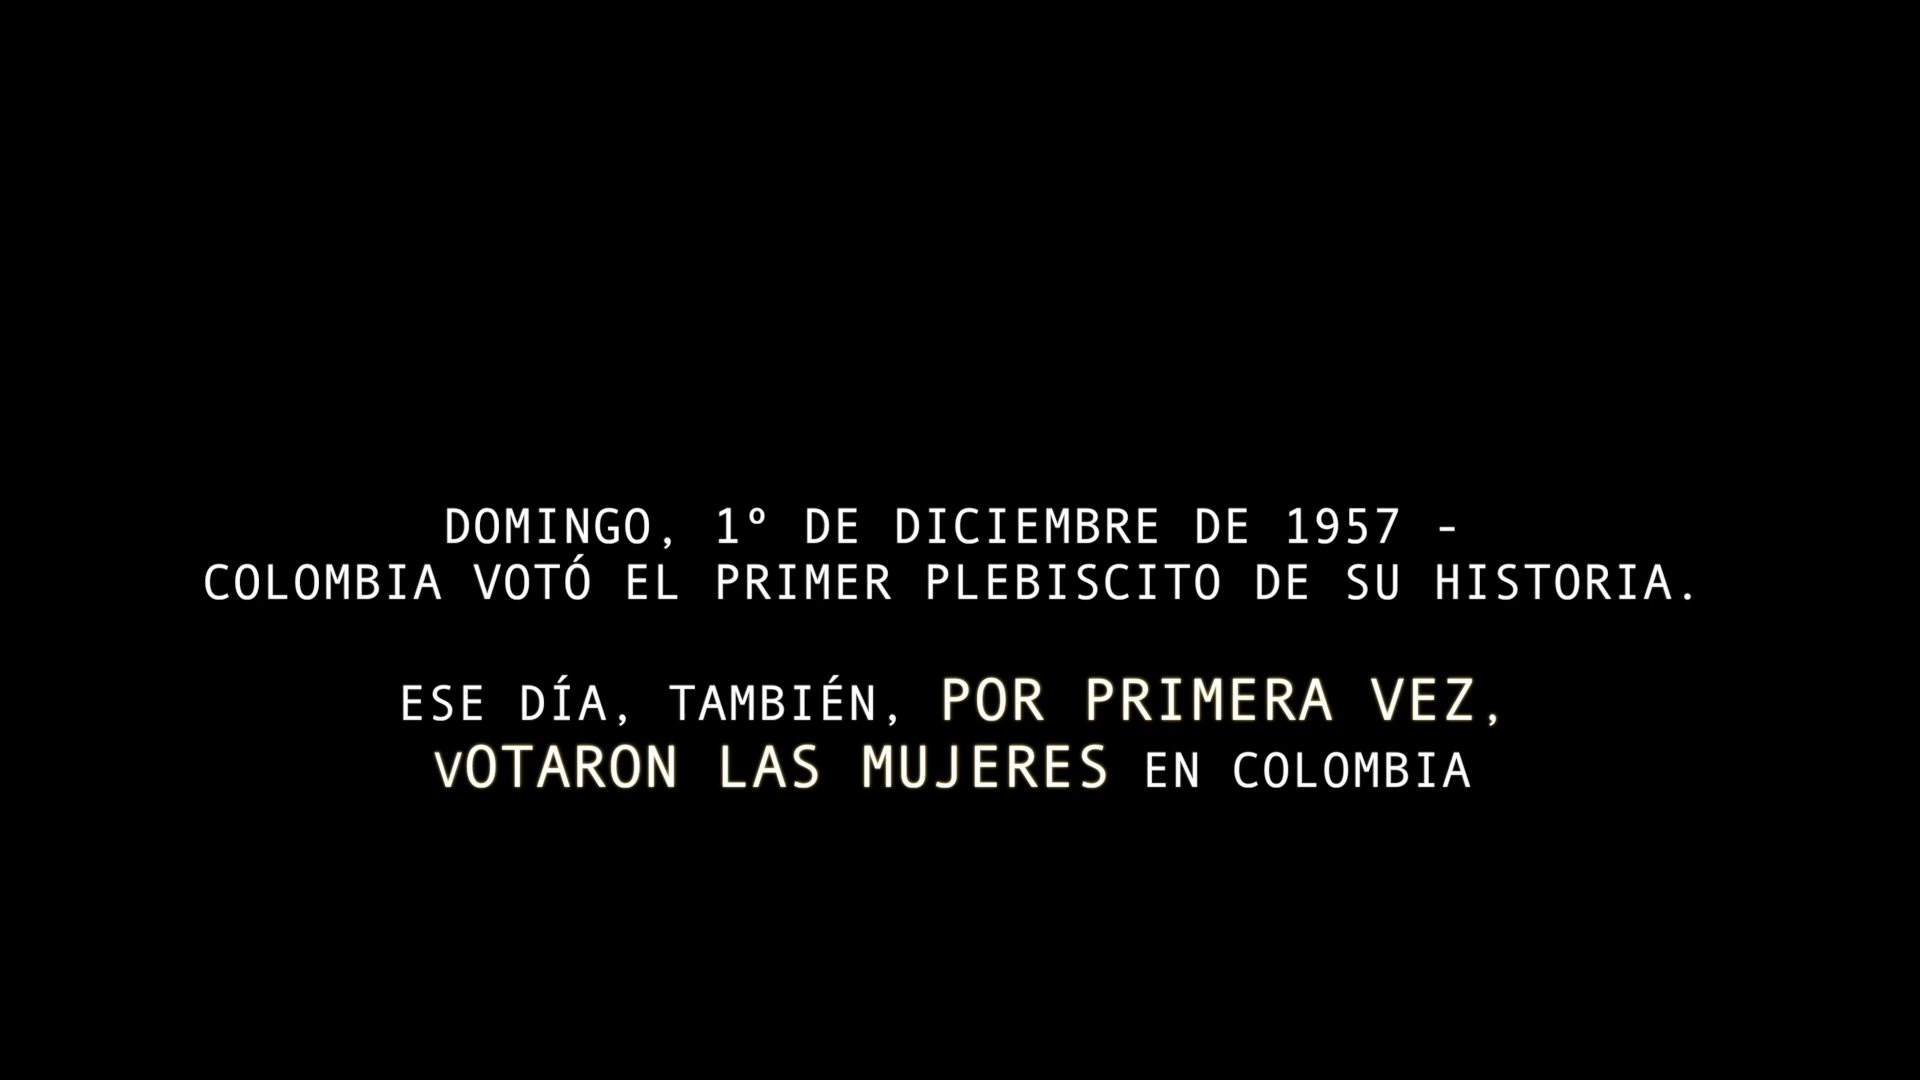 DOMINGO, 1º DE DICIEMBRE DE 1957 -
COLOMBIA VOTÓ EL PRIMER PLEBISCITO DE SU HISTORIA.
ESE DÍA, TAMBIÉN, POR PRIMERA VEZ,
VOTARON LAS MUJERES EN COLOMBIA